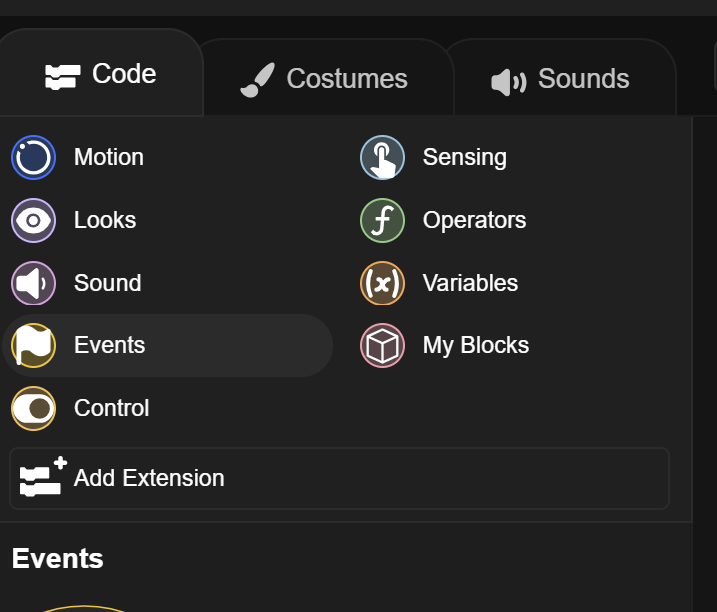 Code
Costumes
Sounds
Motion
Sensing
Looks
Operators
Sound
Variables
Events
My Blocks
Control
Add Extension
Events